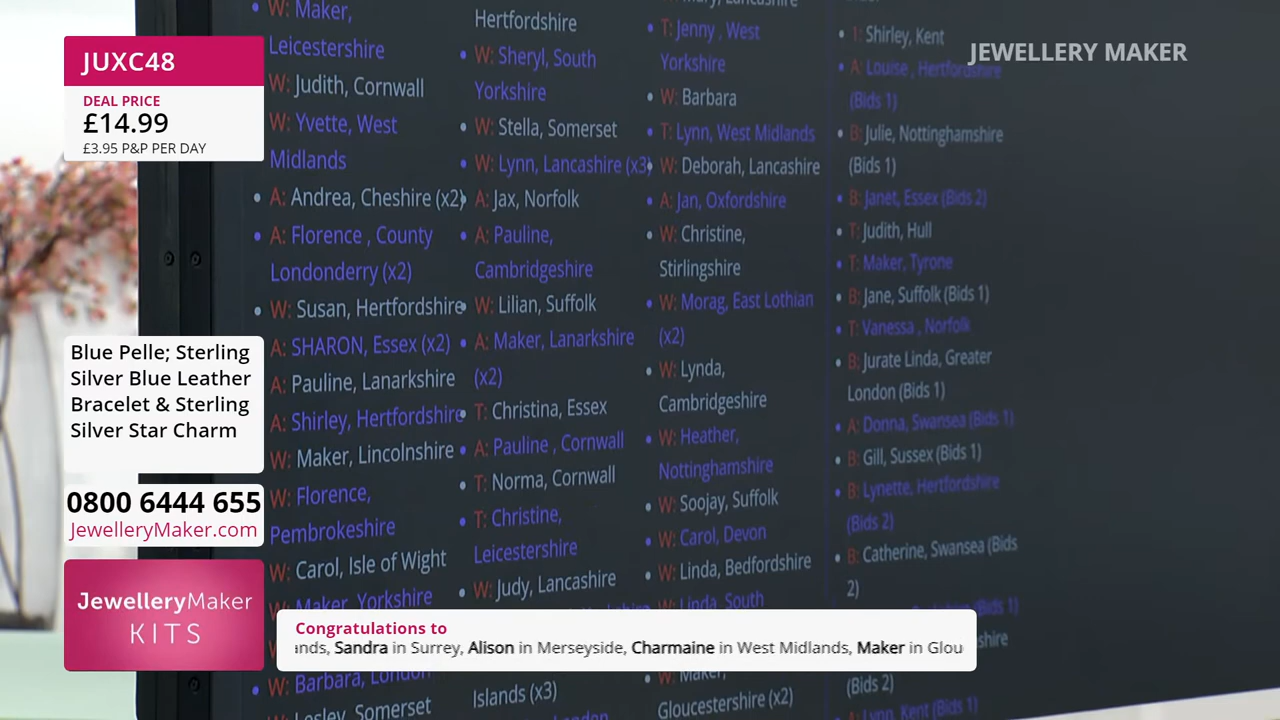 JUXC48
DEAL PRICE
£14.99
£3.95 P&P PER DAY
Blue Pelle; Sterling
Silver Blue Leather
Bracelet & Sterling
Silver Star Charm
0800 6444 655
JewelleryMaker.com
JewelleryMaker
KITS
W: Maker,
Leicestershire
W: Judith, Cornwall
W: Yvette, West
Midlands
A: Andrea, Cheshire (x2)
A: Florence , County
Londonderry (x2)
W: Susan, Hertfordshire
A: SHARON, Essex (x2)
A: Pauline, Lanarkshire
A: Shirley, Hertfordshire
W: Maker, Lincolnshire
W: Florence,
Pembrokeshire
W: Carol, Isle of Wight
W: Maker, Yorkshire
W: Barbara, London
W: Lesley, Somerset
Hertfordshire
W: Sheryl, South
Yorkshire
W: Stella, Somerset
W: Lynn, Lancashire (x3)
A: Jax, Norfolk
A: Pauline,
Cambridgeshire
W: Lilian, Suffolk
A: Maker, Lanarkshire
(x2)
T: Christina, Essex
A: Pauline , Cornwall
T: Norma, Cornwall
T: Christine,
Leicestershire
W: Judy, Lancashire
Islands (x3)
T: Jenny , West
Yorkshire
W: Barbara
T: Lynn, West Midlands
W: Deborah, Lancashire
A: Jan, Oxfordshire
W: Christine,
Stirlingshire
W: Morag, East Lothian
(x2)
W: Lynda,
Cambridgeshire
W: Heather,
Nottinghamshire
W: Soojay, Suffolk
W: Carol, Devon
W: Linda, Bedfordshire
W: Linda, South
W: Maker,
Gloucestershire (x2)
T: Shirley, Kent
A: Louise , Hertfordshire
(Bids 1)
B: Julie, Nottinghamshire
(Bids 1)
B: Janet, Essex (Bids 2)
T: Judith, Hull
T: Maker, Tyrone
B: Jane, Suffolk (Bids 1)
T: Vanessa , Norfolk
B: Jurate Linda, Greater
London (Bids 1)
A: Donna, Swansea (Bids 1)
B: Gill, Sussex (Bids 1)
B: Lynette, Hertfordshire
(Bids 2)
B: Catherine, Swansea (Bids
2)
(Bids 2)
A: Lynn, Kent (Bids 1)
JEWELLERY MAKER
Congratulations to
Sandra in Surrey, Alison in Merseyside, Charmaine in West Midlands, Maker in Glou